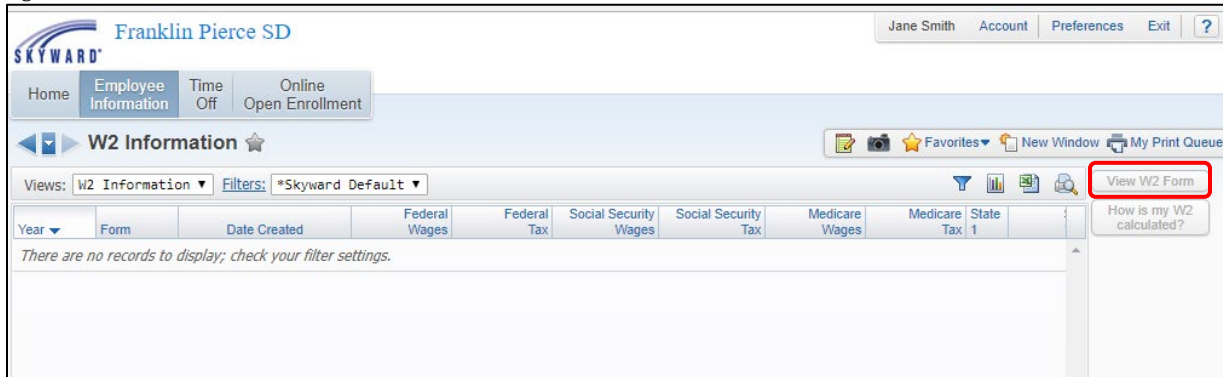 Franklin Pierce SD
Jane Smith Account Preferences Exit ?
SKYWARD
Home Employee Information Time Off Online Open Enrollment
W2 Information
Favorites New Window My Print Queue
Views: W2 Information Filters: *Skyward Default
View W2 Form
Year Form Date Created Federal Wages Federal Tax Social Security Wages Social Security Tax Medicare Wages Medicare Tax State 1
How is my W2 calculated?
There are no records to display; check your filter settings.